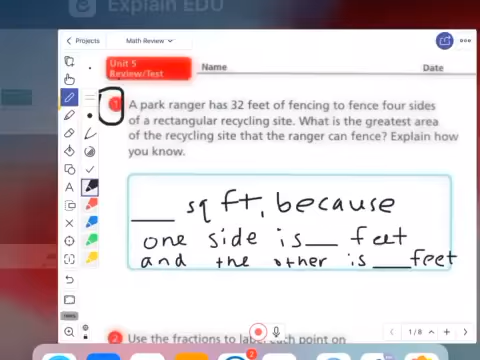 Explain EDU
Projects
Math Review
Unit 5
Review/Test
Name
Date
1 A park ranger has 32 feet of fencing to fence four sides
of a rectangular recycling site. What is the greatest area
of the recycling site that the ranger can fence? Explain how
you know.
___ sq ft, because
one side is __ feet
and the other is ___ feet
2 Use the fractions to label each point on
1/8